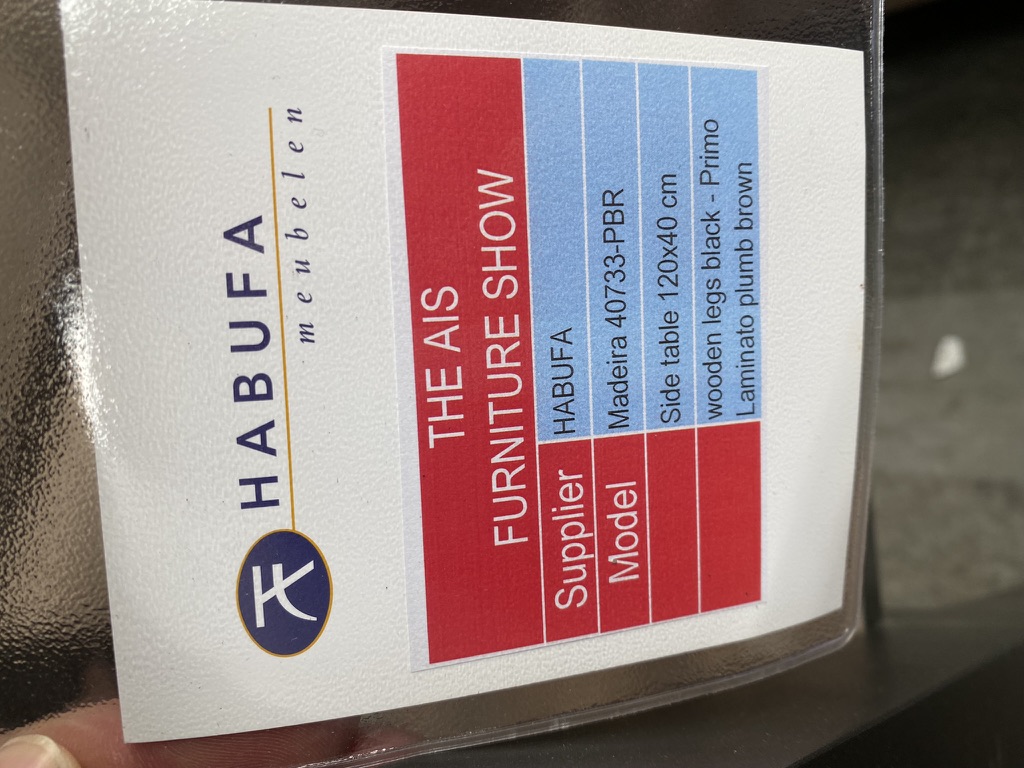 HABUFA
meubelen
THE AIS
FURNITURE SHOW
Supplier HABUFA
Model Madeira 40733-PBR
Side table 120x40 cm
wooden legs black - Primo
Laminato plumb brown